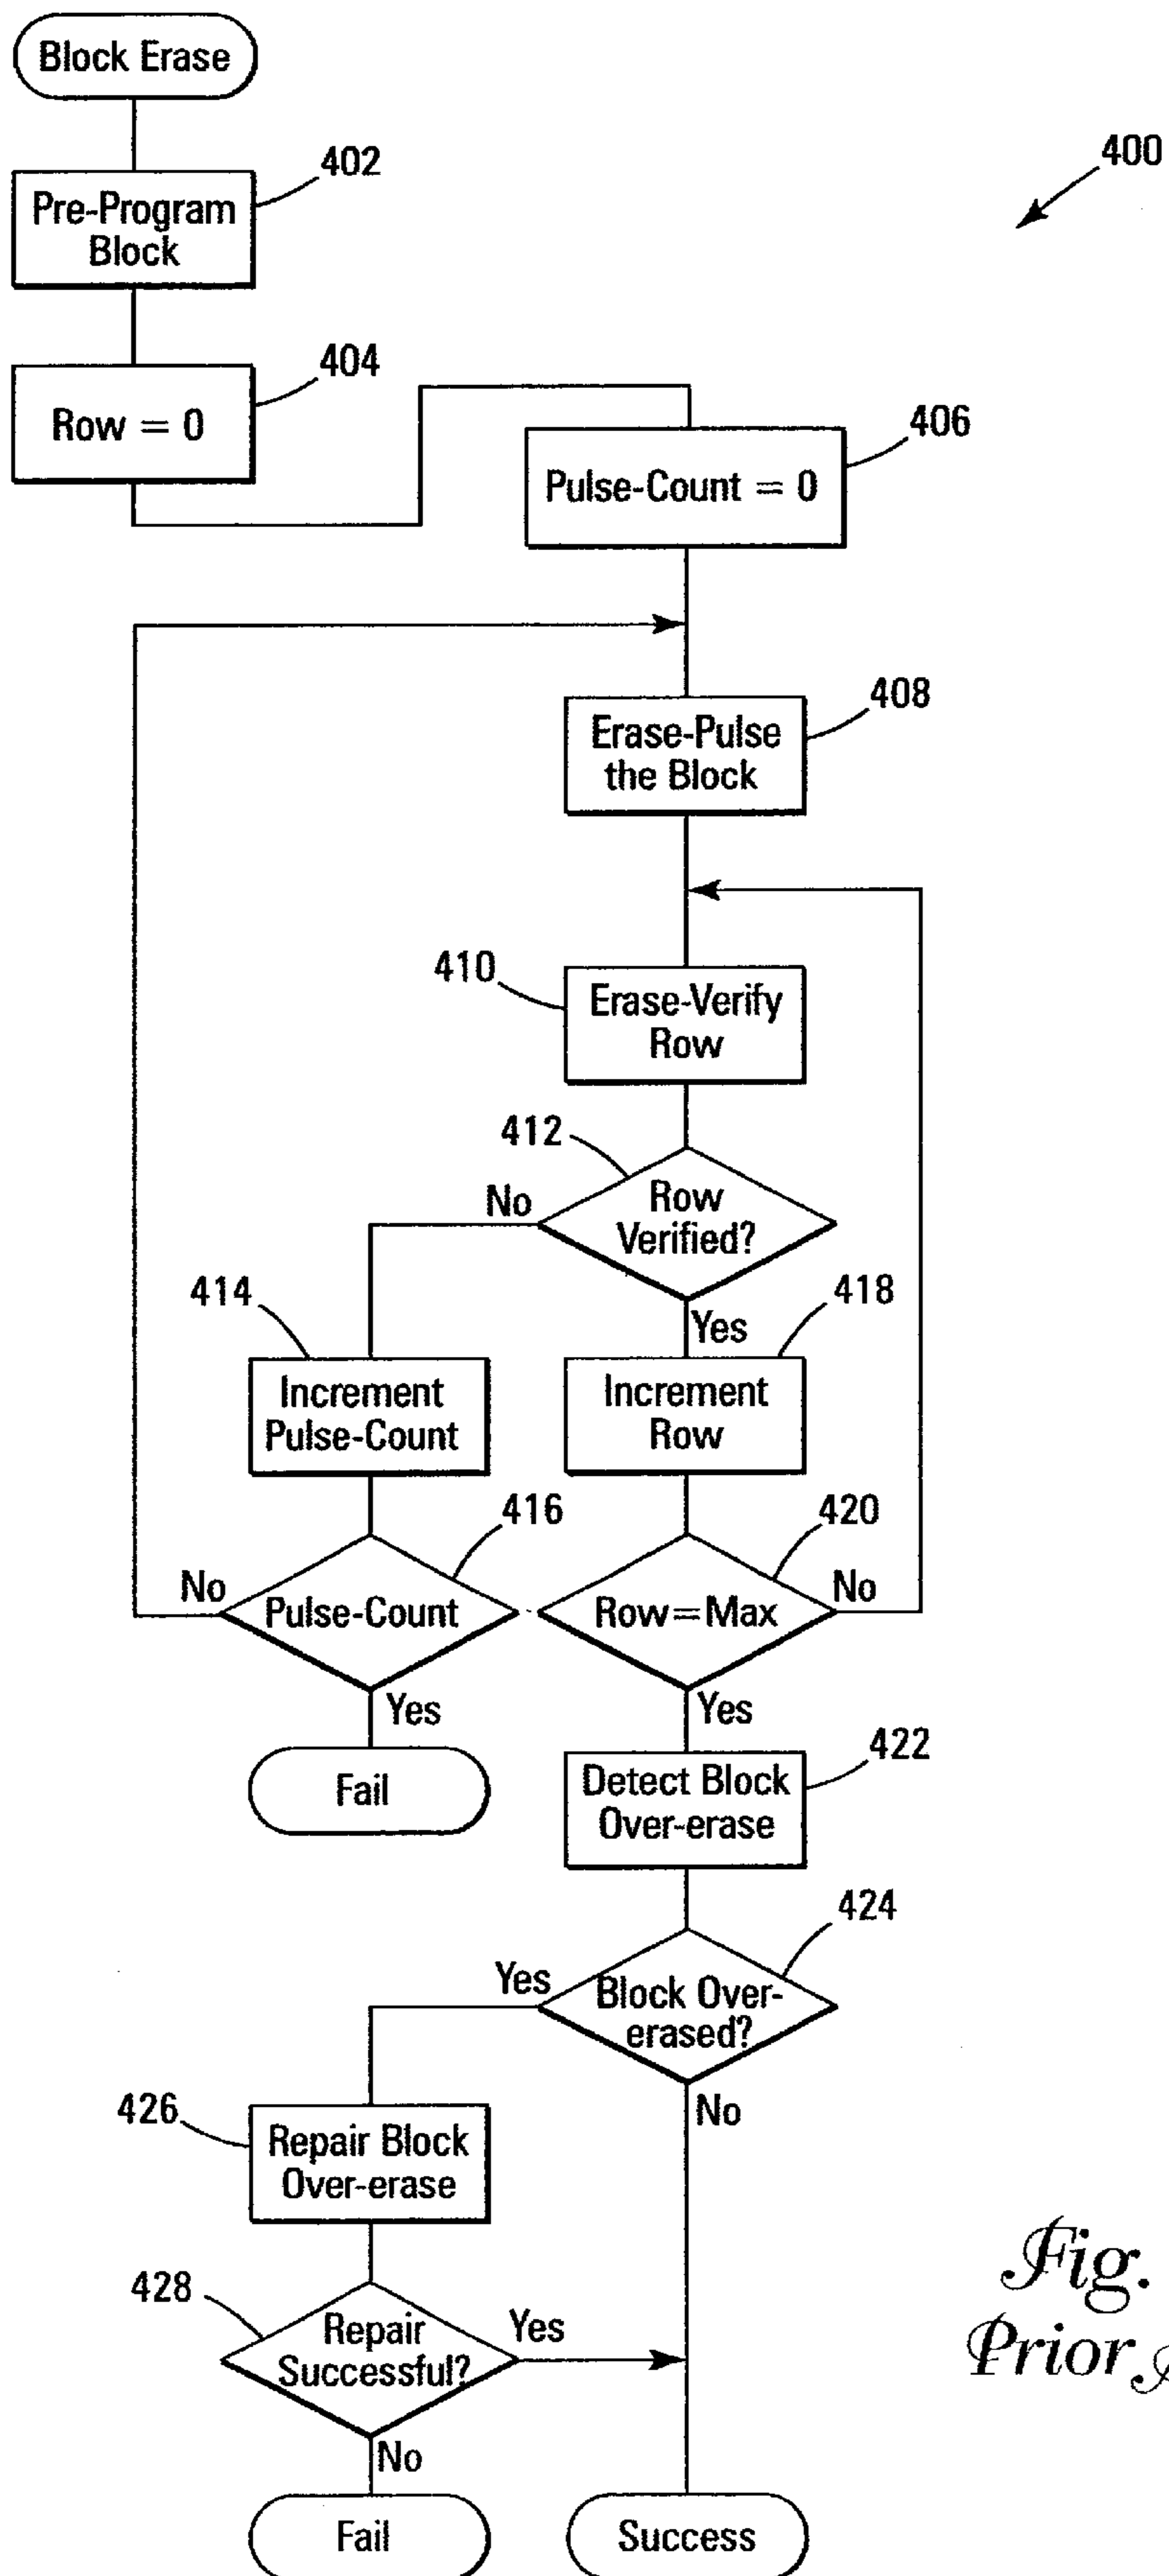 Block Erase
402
400
Pre-Program
Block
404
Row = 0
406
Pulse-Count = 0
408
Erase-Pulse
the Block
410
Erase-Verify
Row
412
No
Row
Verified?
414
418
Yes
Increment
Pulse-Count
Increment
Row
416
420
No
Pulse-Count
Row=Max
No
Yes
Yes
422
Fail
Detect Block
Over-erase
424
Yes
Block Over-
erased?
426
No
Repair Block
Over-erase
428
Repair
Successful?
Yes
No
Fail
Success
Fig.
Prior